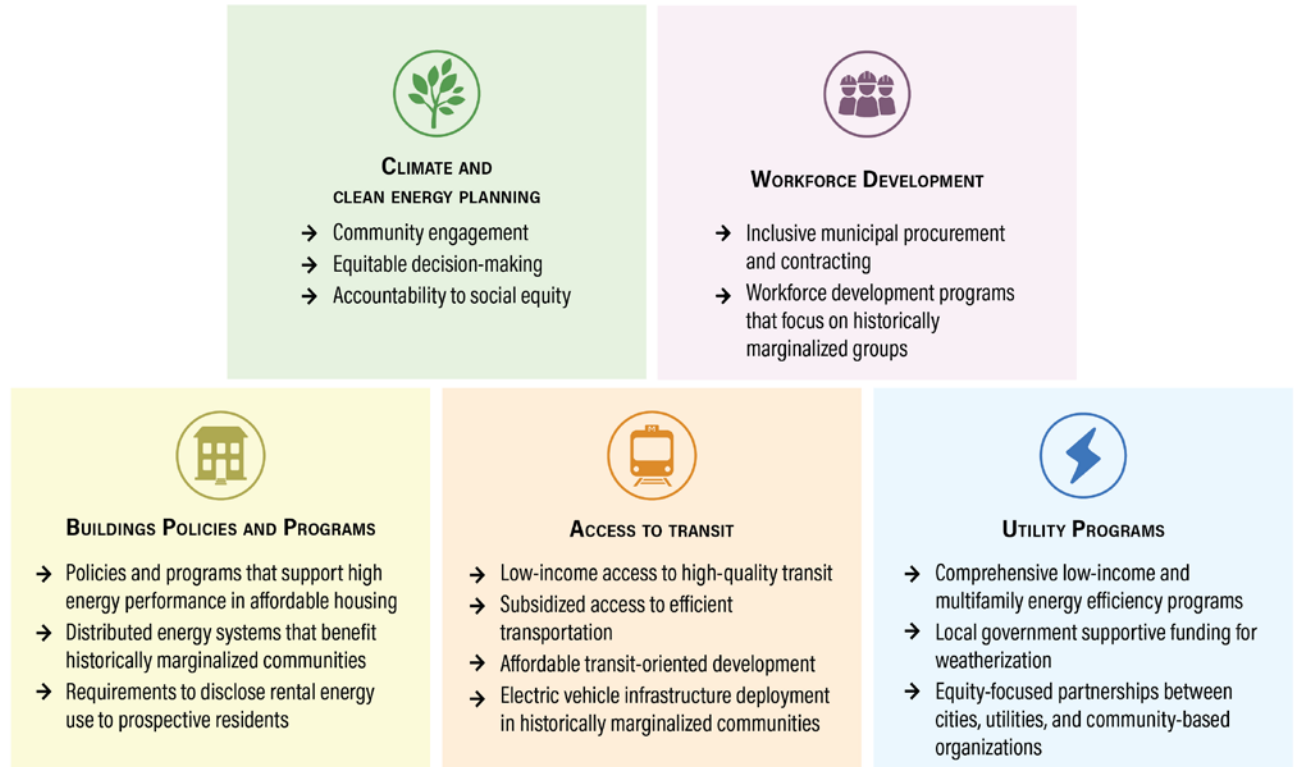 CLIMATE AND
CLEAN ENERGY PLANNING
→ Community engagement
→ Equitable decision-making
→ Accountability to social equity
WORKFORCE DEVELOPMENT
→ Inclusive municipal procurement
and contracting
→ Workforce development programs
that focus on historically
marginalized groups
BUILDINGS POLICIES AND PROGRAMS
→ Policies and programs that support high
energy performance in affordable housing
→ Distributed energy systems that benefit
historically marginalized communities
→ Requirements to disclose rental energy
use to prospective residents
M
ACCESS TO TRANSIT
→ Low-income access to high-quality transit
→ Subsidized access to efficient
transportation
→ Affordable transit-oriented development
→ Electric vehicle infrastructure deployment
in historically marginalized communities
UTILITY PROGRAMS
→ Comprehensive low-income and
multifamily energy efficiency programs
→ Local government supportive funding for
weatherization
→ Equity-focused partnerships between
cities, utilities, and community-based
organizations